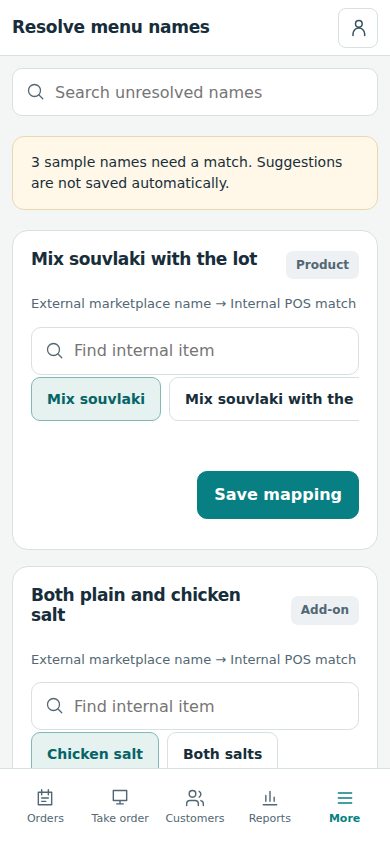 Resolve menu names
Search unresolved names
3 sample names need a match. Suggestions
are not saved automatically.
Mix souvlaki with the lot
Product
External marketplace name → Internal POS match
Find internal item
Mix souvlaki
Mix souvlaki with the
Save mapping
Both plain and chicken
salt
Add-on
External marketplace name → Internal POS match
Find internal item
Chicken salt
Both salts
Orders
Take order
Customers
Reports
More